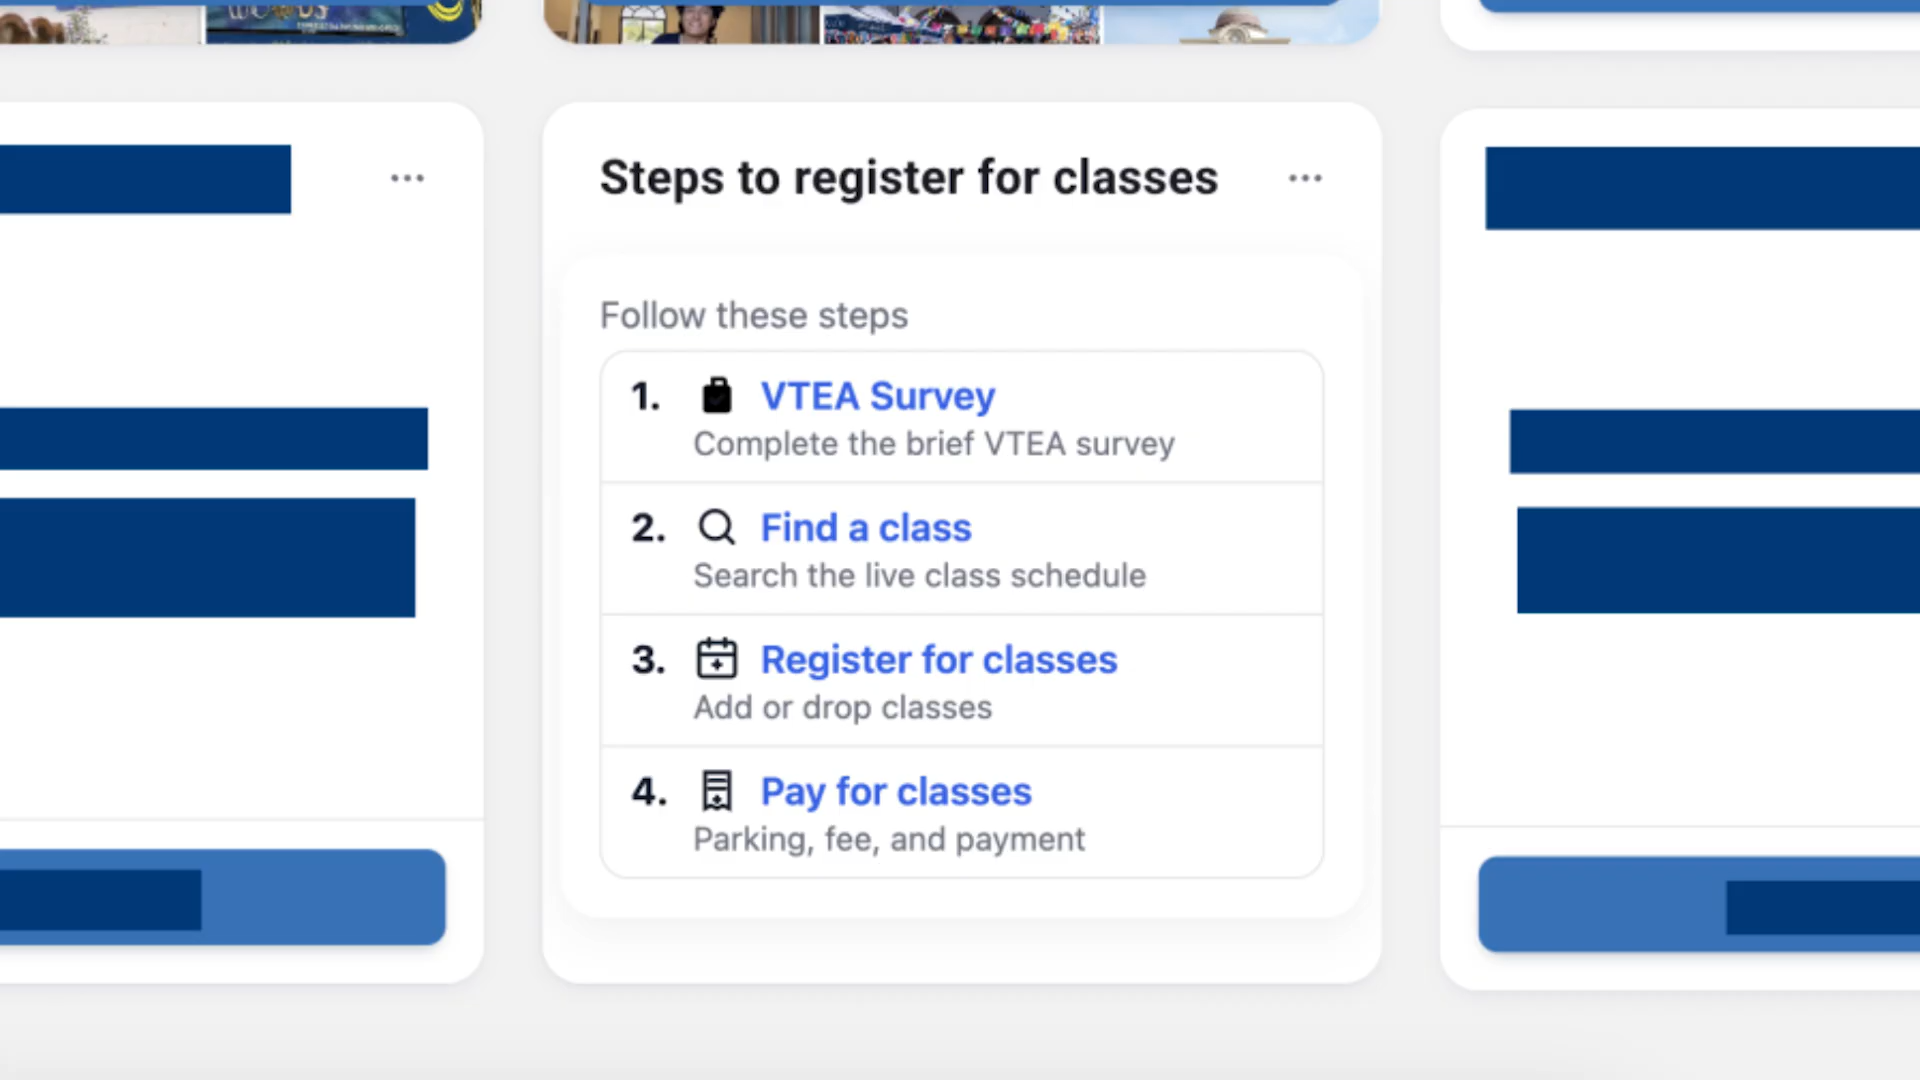 Steps to register for classes
Follow these steps
1. VTEA Survey
Complete the brief VTEA survey
2. Find a class
Search the live class schedule
3. Register for classes
Add or drop classes
4. Pay for classes
Parking, fee, and payment